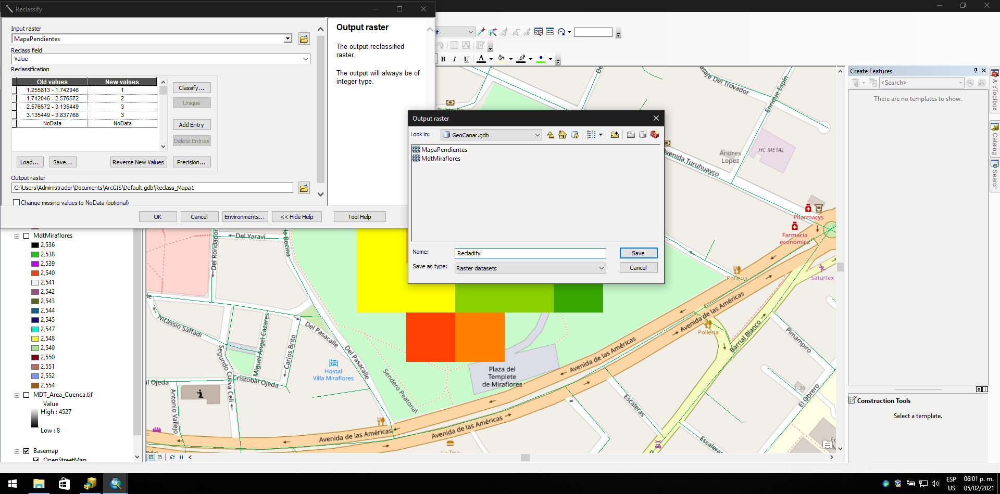 Reclassify
Input raster
MapaPendientes
Reclass field
Value
Reclassification
Old values New values
1.255813 - 1.742046 1
1.742046 - 2.576572 2
2.576572 - 3.135449 3
3.135449 - 3.837768 3
NoData NoData
Classify...
Unique
Add Entry
Delete Entries
Load... Save... Reverse New Values Precision...
Output raster
C:\Users\Administrador\Documents\ArcGIS\Default.gdb\Reclass_Mapa1
Change missing values to NoData (optional)
OK Cancel Environments... << Hide Help Tool Help
Output raster
The output reclassified
raster.
The output will always be of
integer type.
B I U A
Output raster
Look in: GeoCanar.gdb
MapaPendientes
MdtMiraflores
Name: Recladify
Save
Save as type: Raster datasets
Cancel
Create Features
<Search>
There are no templates to show.
ArcToolbox
Catalog
Search
Construction Tools
Select a template.
MdtMiraflores
2,536
2,538
2,539
2,540
2,541
2,542
2,543
2,544
2,545
2,547
2,548
2,549
2,550
2,551
2,552
2,554
MDT_Area_Cuenca.tif
Value
High : 4527
Low : 8
Basemap
OpenStreetMap
saje Del Trovador
Enrique Espín
HC METAL
Andres
Lopez
Avenida Turuhuayco
Pharmacys
Farmacia
económica
Pollería
Saturtex
Del Yaraví
Del Rondador
la Bocina
Nicassio Saffadi
Miguel Angel Cazares
Carlos Brito
Del Pasacalle
Del Pasacalle
Segundo Cueva Celi
Cristobal Ojeda
al Ojeda
Antonio Vallejo
Hostal
Villa Miraflores
Sendero Peatonal
Plaza del
Templete
de Miraflores
Avenida de las Américas
Avenida de las Américas
Avenida de las Américas
Avenida de las Américas
Pollería
Barrial Blanco
Pimampiro
El Obrero
2-36
Escaleras
Escaleras
La Teja
ESP
US
06:01 p. m.
05/02/2021